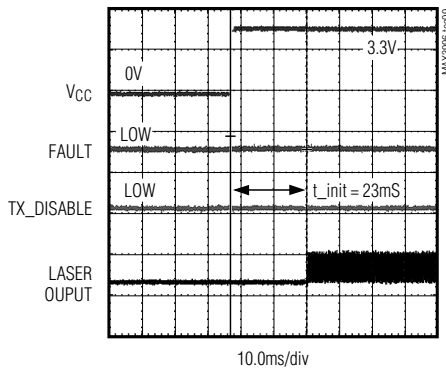 3.3V
0V
VCC
LOW
FAULT
LOW
t_init = 23mS
TX_DISABLE
LASER
OUPUT
10.0ms/div